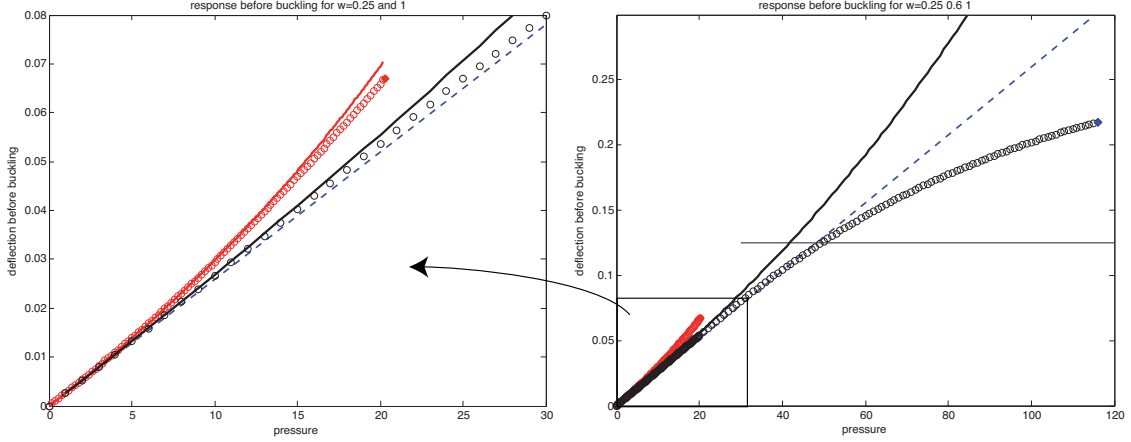 response before buckling for w=0.25 and 1
0.08
0.07
0.06
0.05
0.04
0.03
0.02
0.01
0
deflection before buckling
0 5 10 15 20 25 30
pressure
response before buckling for w=0.25 0.6 1
0.25
0.2
0.15
0.1
0.05
0
deflection before buckling
0 20 40 60 80 100 120
pressure